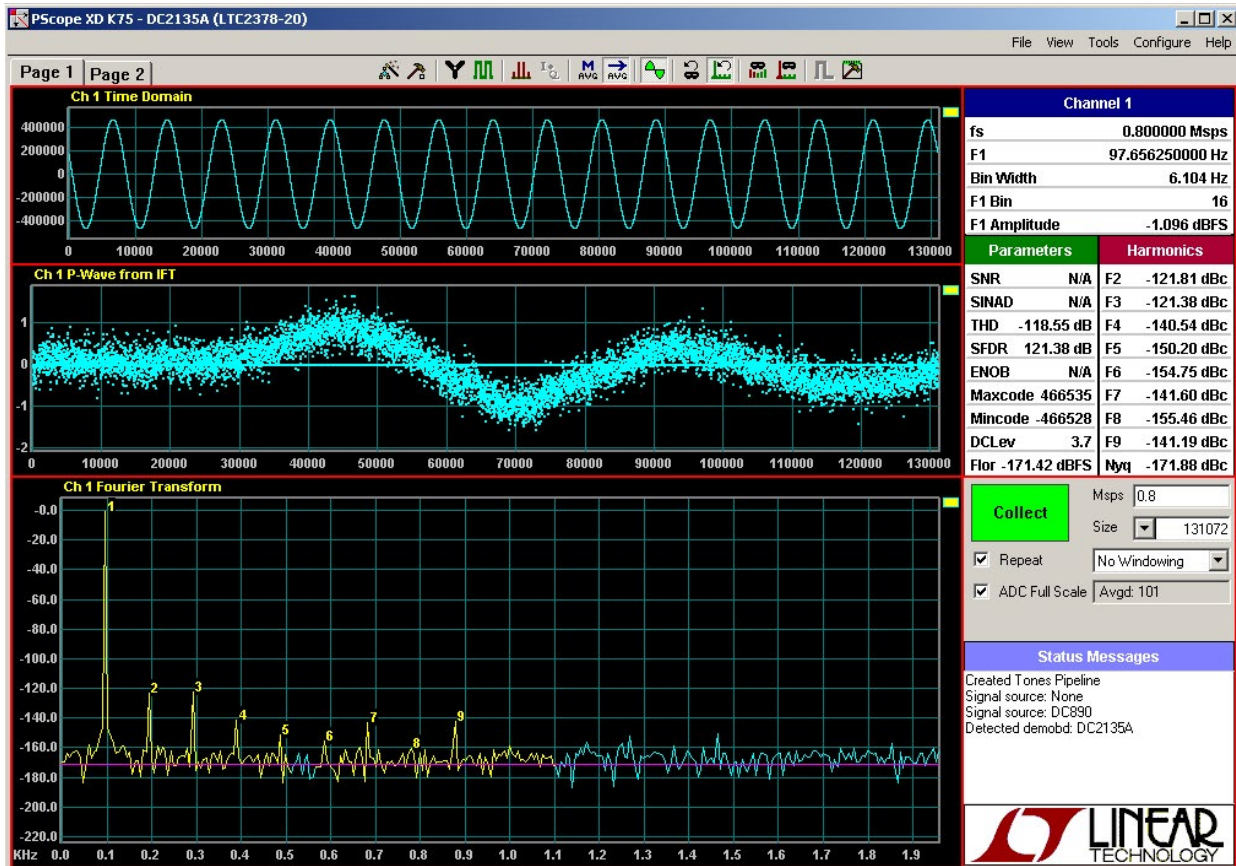 PScope XD K75 - DC2135A (LTC2378-20)
File View Tools Configure Help
Page 1 Page 2
M AVG AVG
Ch 1 Time Domain
400000
200000
0
-200000
-400000
0 10000 20000 30000 40000 50000 60000 70000 80000 90000 100000 110000 120000 130000
Ch 1 P-Wave from IFT
1
0
-1
-2
0 10000 20000 30000 40000 50000 60000 70000 80000 90000 100000 110000 120000 130000
Ch 1 Fourier Transform
-0.0
-20.0
-40.0
-60.0
-80.0
-100.0
-120.0
-140.0
-160.0
-180.0
-200.0
-220.0
1 2 3 4 5 6 7 8 9
KHz 0.0 0.1 0.2 0.3 0.4 0.5 0.6 0.7 0.8 0.9 1.0 1.1 1.2 1.3 1.4 1.5 1.6 1.7 1.8 1.9
Channel 1
fs 0.800000 Msps
F1 97.656250000 Hz
Bin Width 6.104 Hz
F1 Bin 16
F1 Amplitude -1.096 dBFS
Parameters Harmonics
SNR N/A F2 -121.81 dBc
SINAD N/A F3 -121.38 dBc
THD -118.55 dB F4 -140.54 dBc
SFDR 121.38 dB F5 -150.20 dBc
ENOB N/A F6 -154.75 dBc
Maxcode 466535 F7 -141.60 dBc
Mincode -466528 F8 -155.46 dBc
DCLev 3.7 F9 -141.19 dBc
Flor -171.42 dBFS Nyq -171.88 dBc
Collect
Msps 0.8
Size 131072
Repeat No Windowing
ADC Full Scale Avgd: 101
Status Messages
Created Tones Pipeline
Signal source: None
Signal source: DC890
Detected demobd: DC2135A
LINEAR
TECHNOLOGY